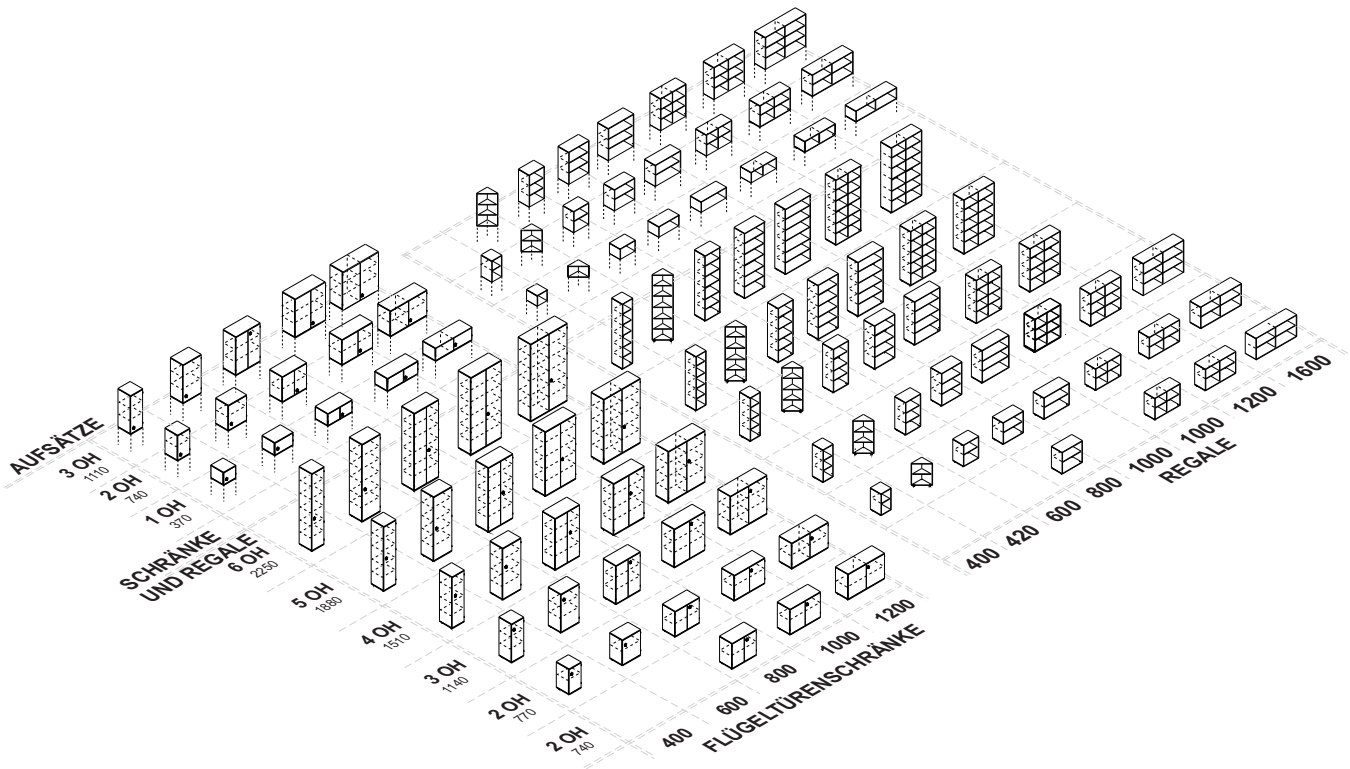 AUFSÄTZE
3 OH
1110
2 OH
740
1 OH
370
SCHRÄNKE
UND REGALE
6 OH
2250
5 OH
1880
4 OH
1510
3 OH
1140
2 OH
770
2 OH
740
400
600
800
1000
1200
FLÜGELTÜRENSCHRÄNKE
400
420
600
800
1000
1000
1200
1600
REGALE